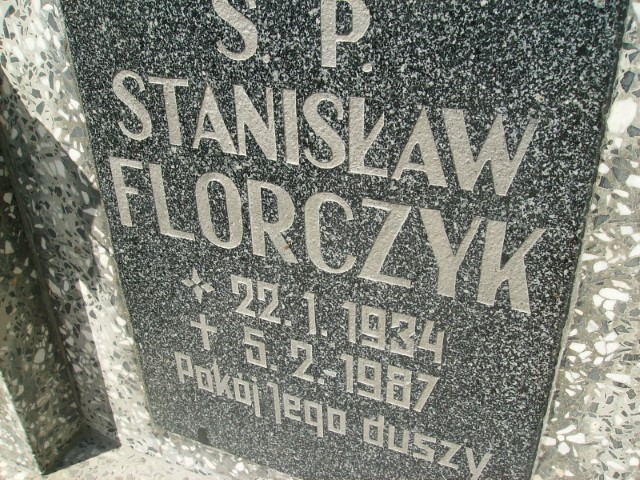 Ś. P.
STANISŁAW
FLORCZYK
22. 1. 1934
5. 2.-1987
Pokój jego duszy